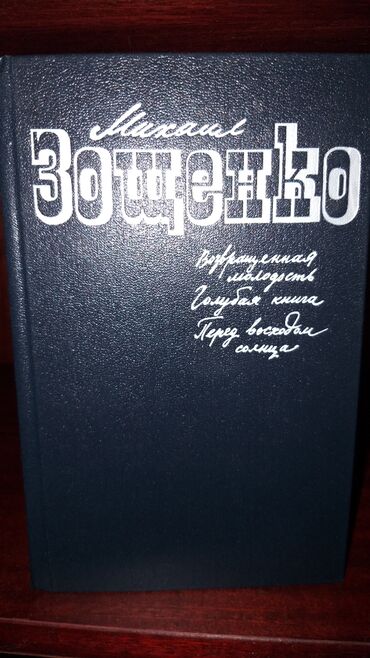 Михаил
Зощенко
Возвращенная
молодость
Голубая книга
Перед восходом
солнца